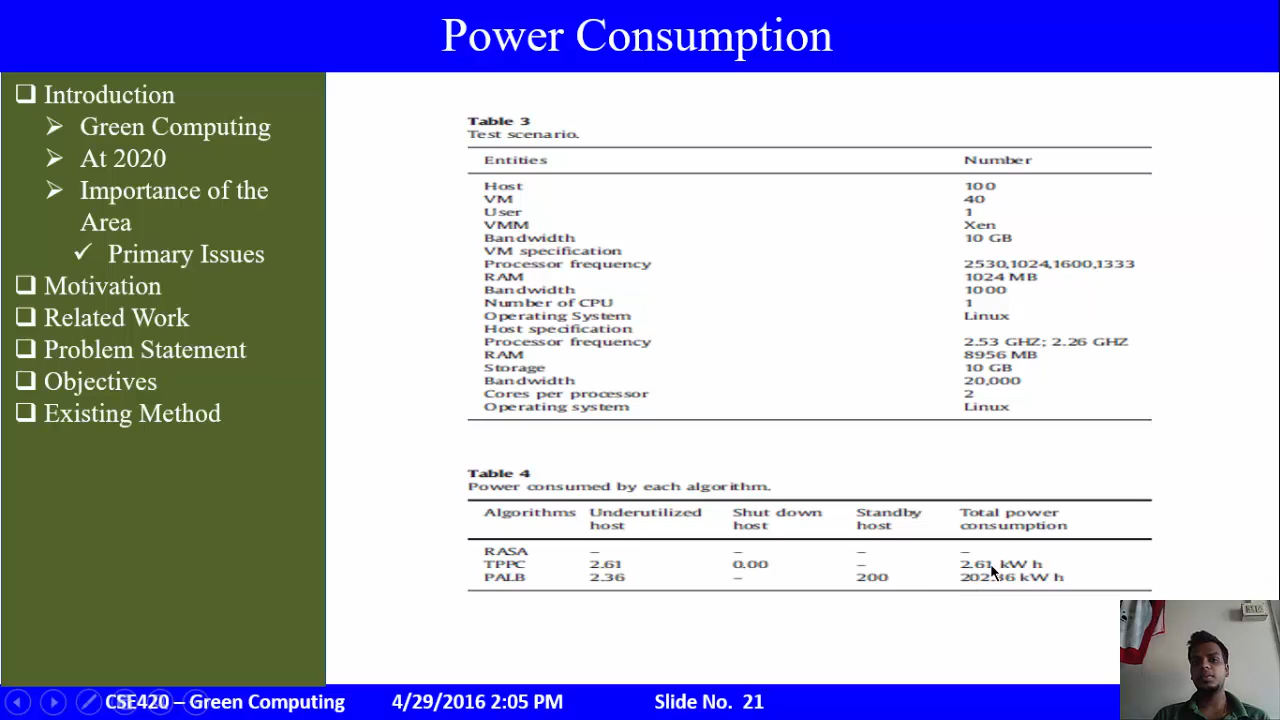 Power Consumption
Introduction
Green Computing
At 2020
Importance of the
Area
Primary Issues
Motivation
Related Work
Problem Statement
Objectives
Existing Method
Table 3
Test scenario.
Entities Number
Host 100
VM 40
User 1
VMM Xen
Bandwidth 10 GB
VM specification
Processor frequency 2530,1024,1600,1333
RAM 1024 MB
Bandwidth 1000
Number of CPU 1
Operating System Linux
Host specification
Processor frequency 2.53 GHZ; 2.26 GHZ
RAM 8956 MB
Storage 10 GB
Bandwidth 20,000
Cores per processor 2
Operating system Linux
Table 4
Power consumed by each algorithm.
Algorithms Underutilized host Shut down host Standby host Total power consumption
RASA – – – –
TPPC 2.61 0.00 – 2.61 kW h
PALB 2.36 – 200 202.36 kW h
CSE420 – Green Computing 4/29/2016 2:05 PM Slide No. 21